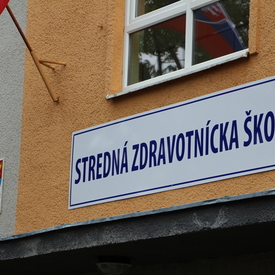 STREDNÁ ZDRAVOTNÍCKA ŠKO